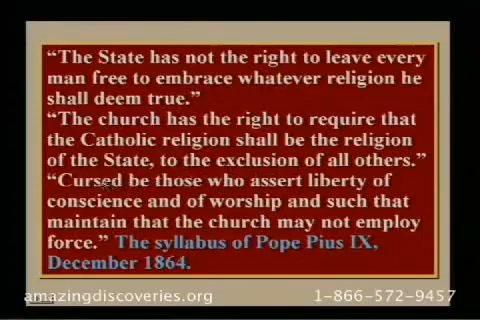 “The State has not the right to leave every
man free to embrace whatever religion he
shall deem true.”
“The church has the right to require that
the Catholic religion shall be the religion
of the State, to the exclusion of all others.”
“Cursed be those who assert liberty of
conscience and of worship and such that
maintain that the church may not employ
force.” The syllabus of Pope Pius IX,
December 1864.
amazingdiscoveries.org 1-866-572-9457